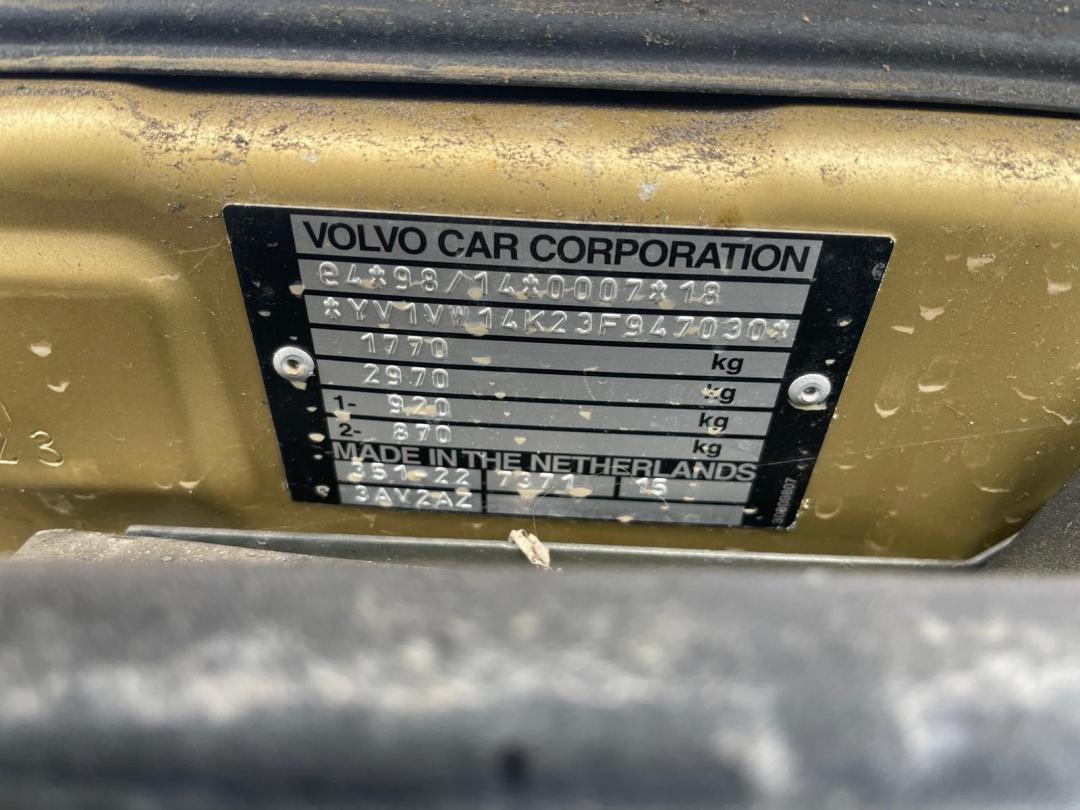 VOLVO CAR CORPORATION
e4*98/14*0007*18
*YV1VW14K23F947030*
1770 kg
2970 kg
1- 920 kg
2- 870 kg
MADE IN THE NETHERLANDS
351-22 7371 15
3AY2AZ